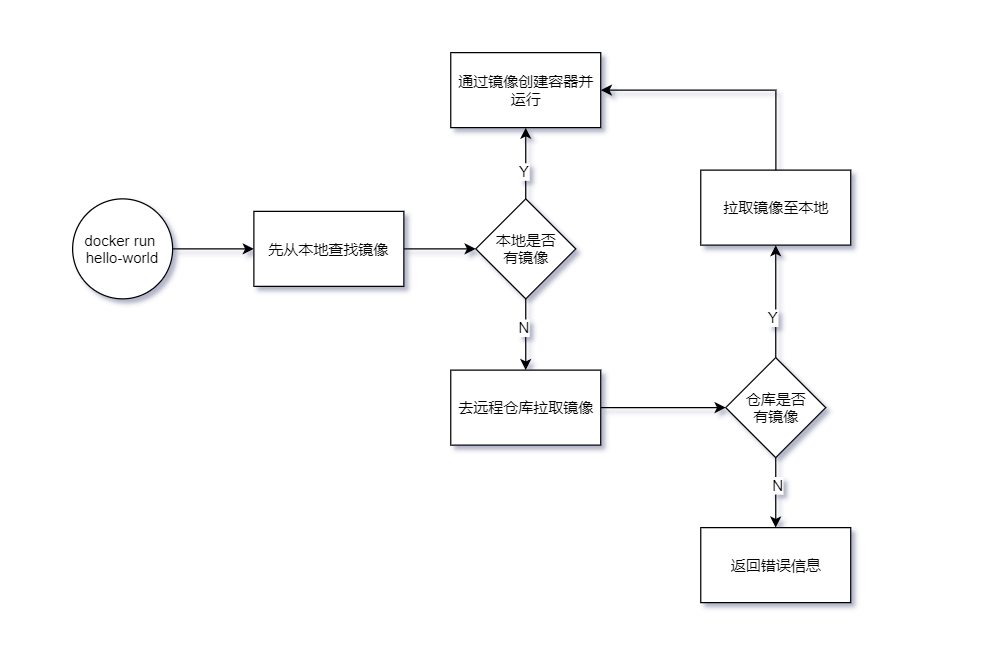 通过镜像创建容器并
运行
Y
拉取镜像至本地
docker run
hello-world
先从本地查找镜像
本地是否
有镜像
Y
N
去远程仓库拉取镜像
仓库是否
有镜像
N
返回错误信息